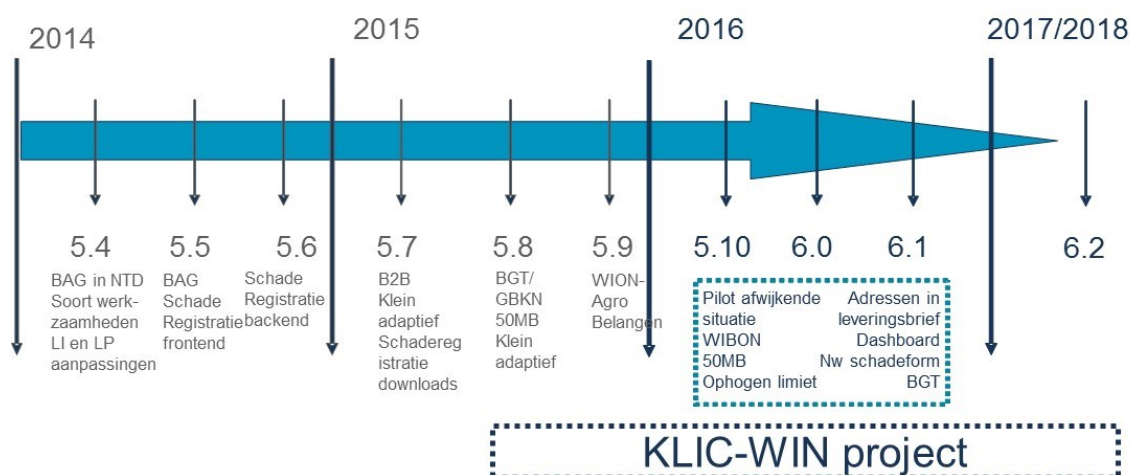 2014
2015
2016
2017/2018
5.4
BAG in NTD
Soort werk-
zaamheden
LI en LP
aanpassingen
5.5
BAG
Schade
Registratie
frontend
5.6
Schade
Registratie
backend
5.7
B2B
Klein
adaptief
Schadereg
istratie
downloads
5.8
BGT/
GBKN
50MB
Klein
adaptief
5.9
WION-
Agro
Belangen
5.10
6.0
6.1
6.2
Pilot afwijkende
situatie
WIBON
50MB
Ophogen limiet
Adressen in
leveringsbrief
Dashboard
Nw schadeform
BGT
KLIC-WIN project